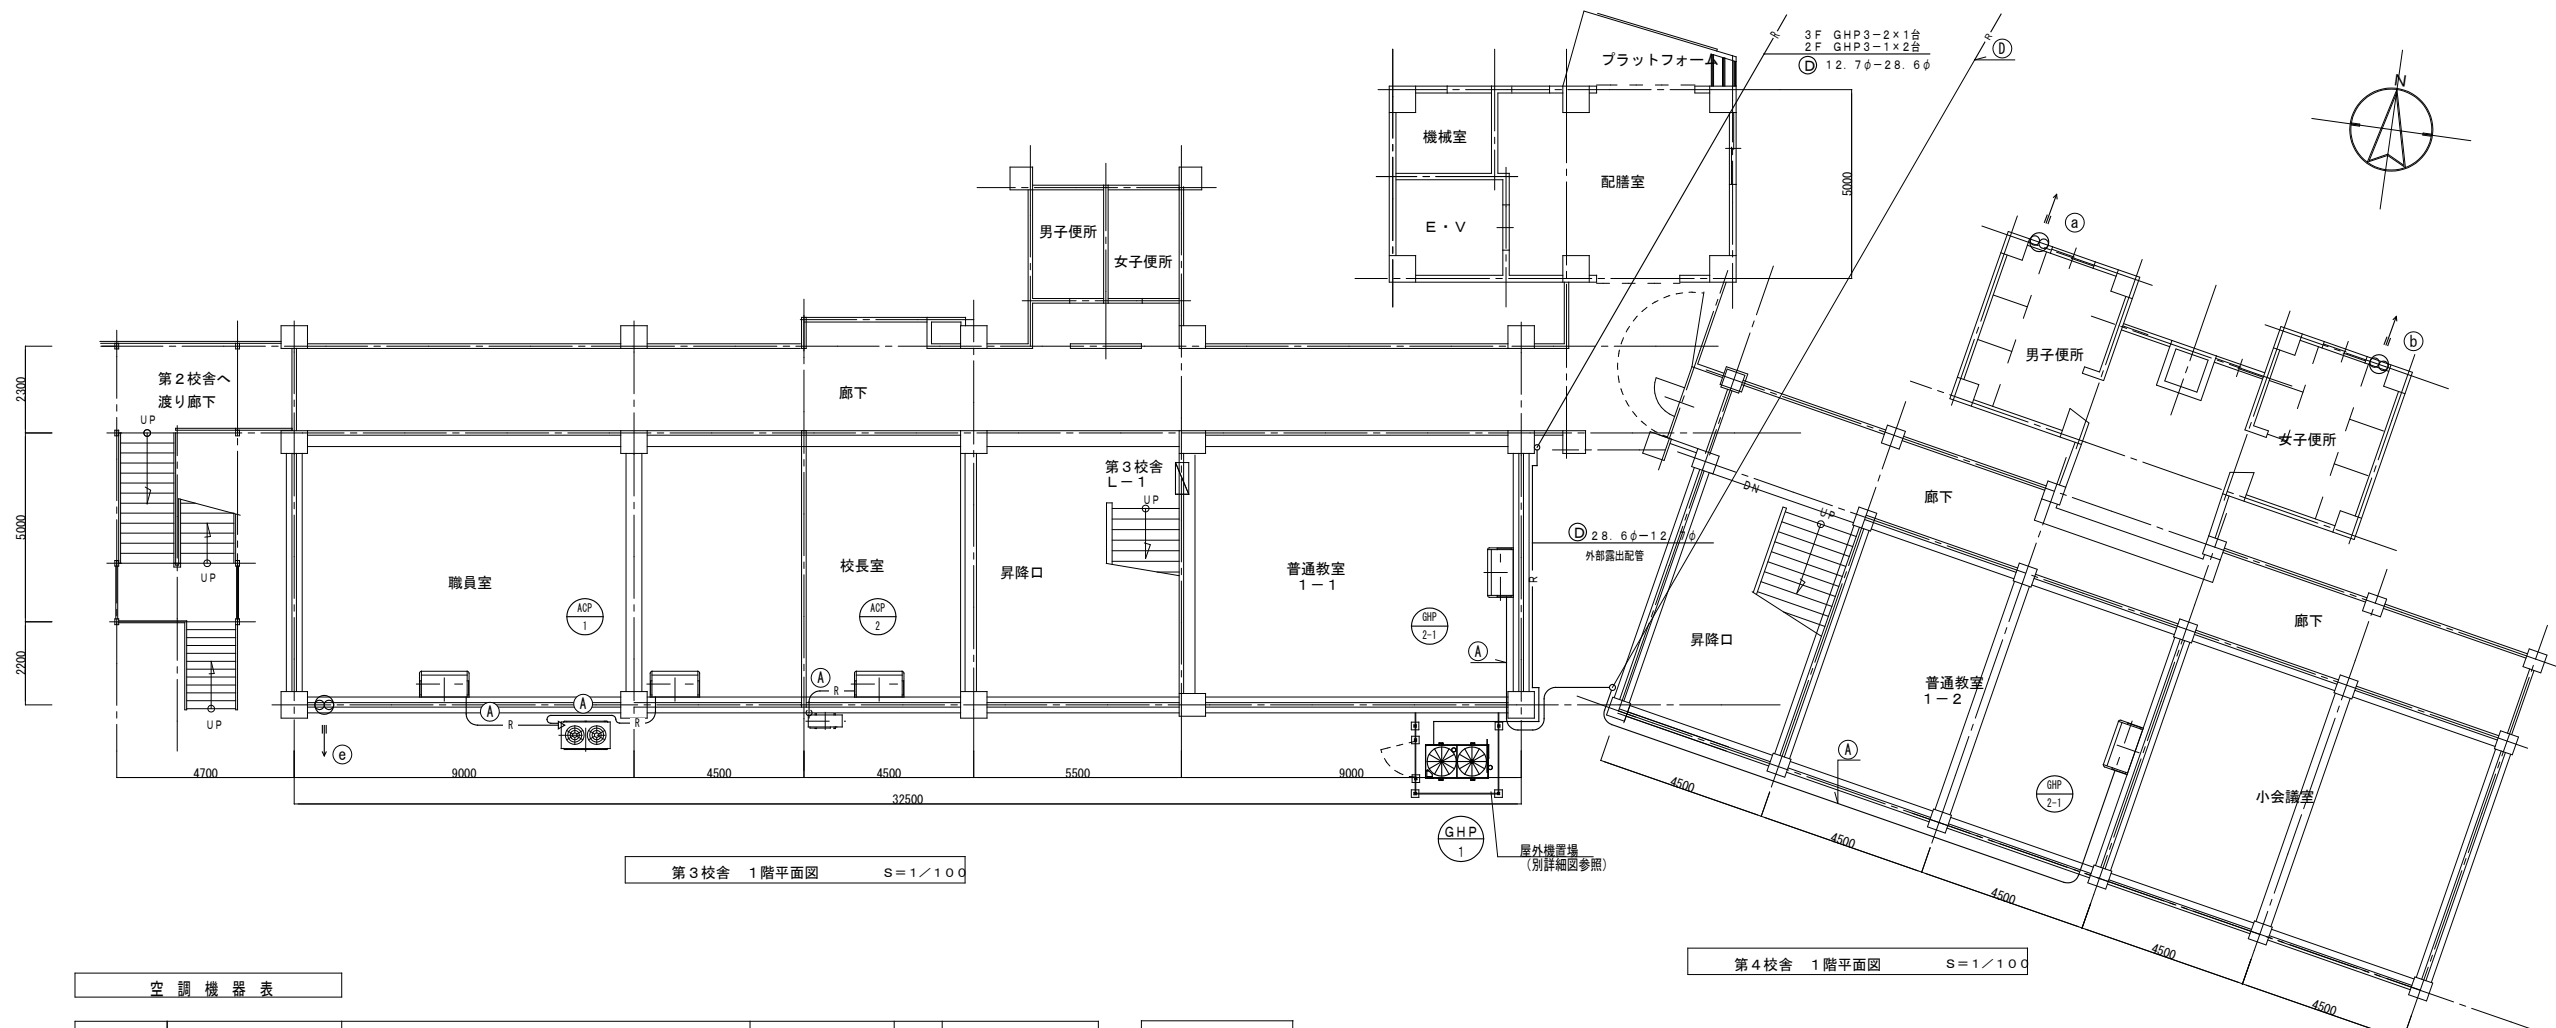 3F GHP3-2×1台
2F GHP3-1×2台
Ⓓ 12.7φ-28.6φ
R
R
Ⓓ
N
プラットフォーム
機械室
配膳室
E・V
5000
男子便所
女子便所
ⓐ
ⓑ
男子便所
女子便所
第2校舎へ
渡り廊下
UP
UP
UP
廊下
2300
5000
2200
職員室
ACP
1
校長室
ACP
2
昇降口
第3校舎
L-1
UP
普通教室
1-1
GHP
2-1
Ⓐ
Ⓓ 28.6φ-12.7φ
外部露出配管
R
DN
廊下
UP
昇降口
廊下
普通教室
1-2
GHP
2-1
Ⓐ
小会議室
Ⓐ
R
Ⓐ
R
Ⓐ
R
ⓔ
4700
9000
4500
4500
5500
9000
32500
4500
4500
4500
4500
4500
GHP
1
屋外機置場
(別詳細図参照)
第3校舎 1階平面図 S=1/100
第4校舎 1階平面図 S=1/100
空調機器表